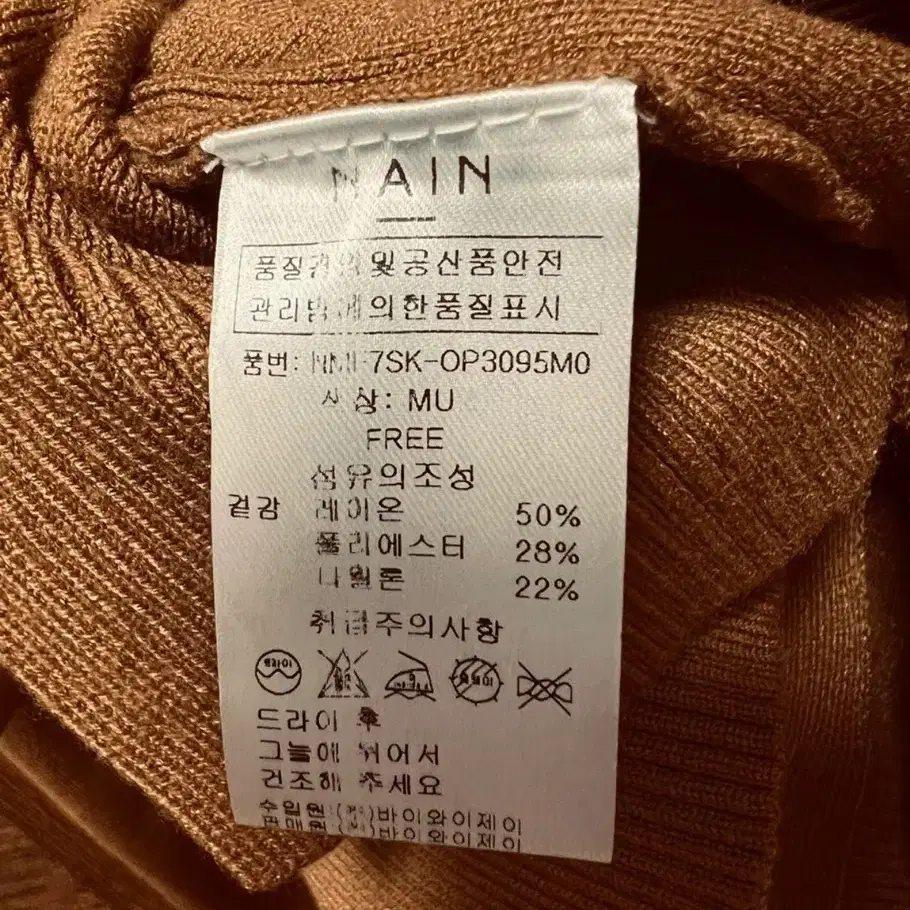 NAIN
품질경영및공산품안전
관리법에의한품질표시
품번: 7SK-OP3095M0
색상: MU
FREE
섬유의조성
겉감 레이온 50%
폴리에스터 28%
나일론 22%
취급주의사항
드라이
드라이 후
그늘에 뉘어서
건조해 주세요
수입원:(주)바이와이제이
판매원:(주)바이와이제이